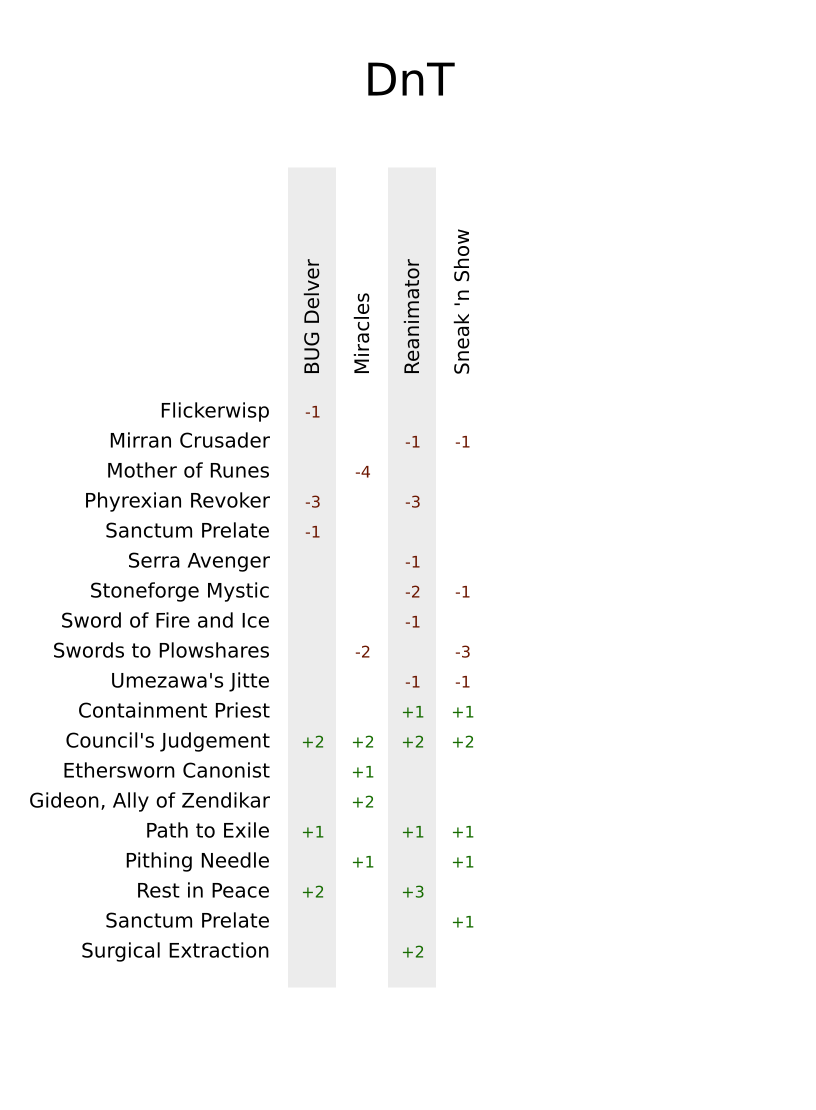 DnT
BUG Delver
Miracles
Reanimator
Sneak 'n Show
Flickerwisp -1
Mirran Crusader -1 -1
Mother of Runes -4
Phyrexian Revoker -3 -3
Sanctum Prelate -1
Serra Avenger -1
Stoneforge Mystic -2 -1
Sword of Fire and Ice -1
Swords to Plowshares -2 -3
Umezawa's Jitte -1 -1
Containment Priest +1 +1
Council's Judgement +2 +2 +2 +2
Ethersworn Canonist +1
Gideon, Ally of Zendikar +2
Path to Exile +1 +1 +1
Pithing Needle +1 +1
Rest in Peace +2 +3
Sanctum Prelate +1
Surgical Extraction +2